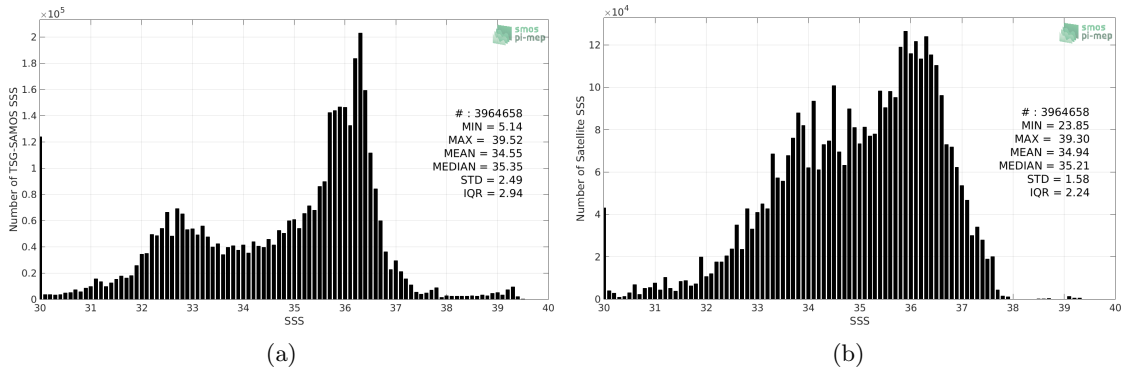 ×10⁵
smos
pi-mep
2
1.8
1.6
1.4
1.2
1
0.8
0.6
0.4
0.2
0
Number of TSG-SAMOS SSS
# : 3964658
MIN = 5.14
MAX = 39.52
MEAN = 34.55
MEDIAN = 35.35
STD = 2.49
IQR = 2.94
30 31 32 33 34 35 36 37 38 39 40
SSS
(a)
×10⁴
smos
pi-mep
12
10
8
6
4
2
0
Number of Satellite SSS
# : 3964658
MIN = 23.85
MAX = 39.30
MEAN = 34.94
MEDIAN = 35.21
STD = 1.58
IQR = 2.24
30 31 32 33 34 35 36 37 38 39 40
SSS
(b)